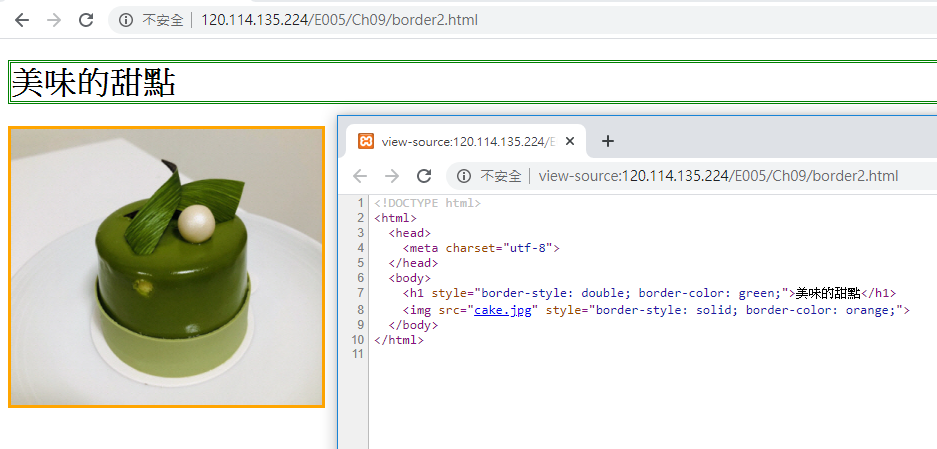 不安全 120.114.135.224/E005/Ch09/border2.html
美味的甜點
view-source:120.114.135.224/E
不安全 view-source:120.114.135.224/E005/Ch09/border2.html
1 <!DOCTYPE html>
2 <html>
3 <head>
4 <meta charset="utf-8">
5 </head>
6 <body>
7 <h1 style="border-style: double; border-color: green;">美味的甜點</h1>
8 <img src="cake.jpg" style="border-style: solid; border-color: orange;">
9 </body>
10 </html>
11